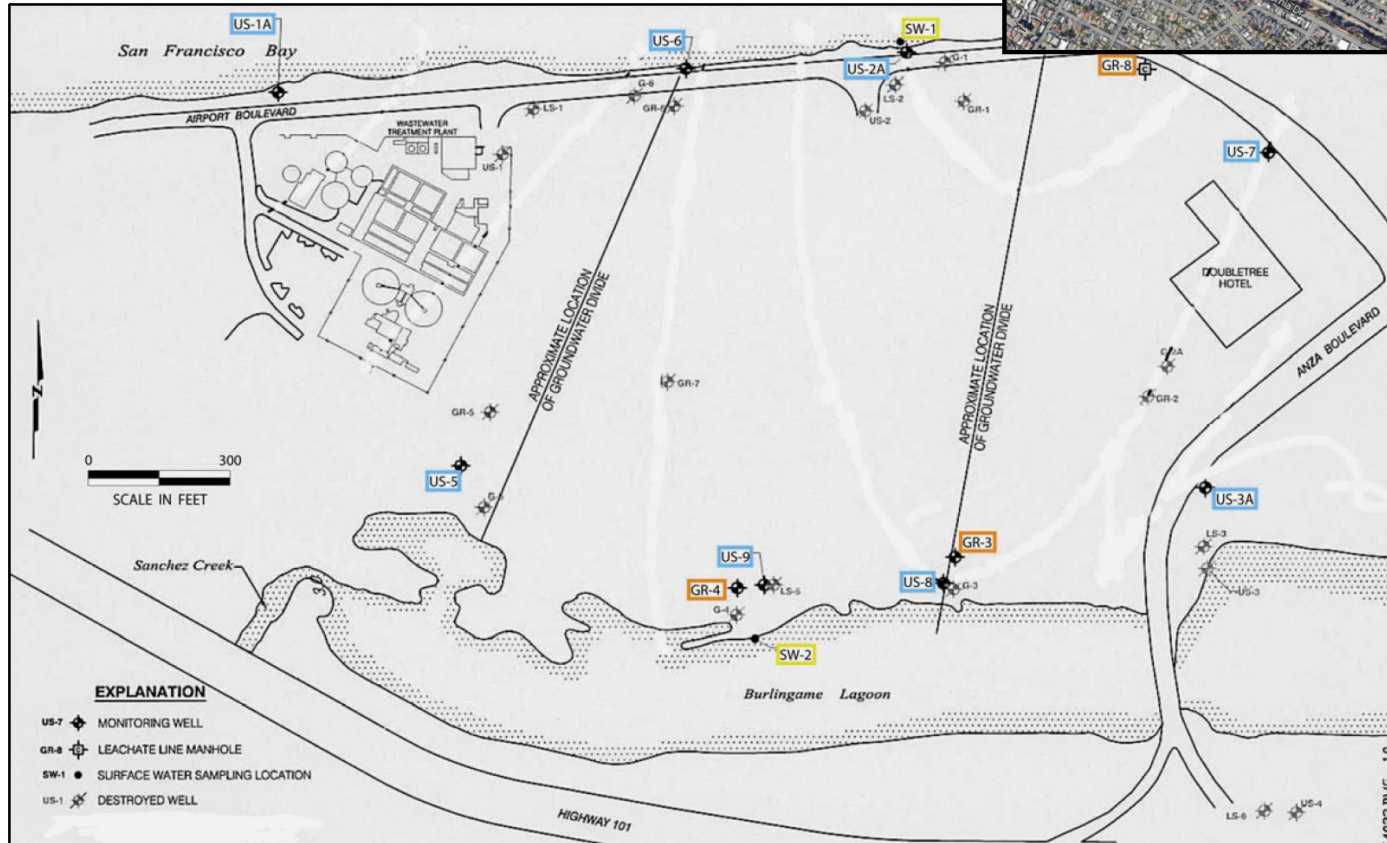 US-1A
San Francisco Bay
US-6
SW-1
US-2A
G-1
GR-8
G-6
LS-2
LS-1
GR-6
US-2
GR-1
AIRPORT BOULEVARD
WASTEWATER
TREATMENT PLANT
US-1
US-7
DOUBLETREE
HOTEL
APPROXIMATE LOCATION
OF GROUNDWATER DIVIDE
APPROXIMATE LOCATION
OF GROUNDWATER DIVIDE
ANZA BOULEVARD
N
GR-7
GR-2
GR-5
0 300
SCALE IN FEET
US-5
US-3A
GR-3
LS-3
Sanchez Creek
US-9
GR-4
LS-5
US-8
G-3
US-3
G-4
SW-2
Burlingame Lagoon
EXPLANATION
US-7 MONITORING WELL
GR-8 LEACHATE LINE MANHOLE
SW-1 SURFACE WATER SAMPLING LOCATION
US-1 DESTROYED WELL
HIGHWAY 101
LS-6
US-4